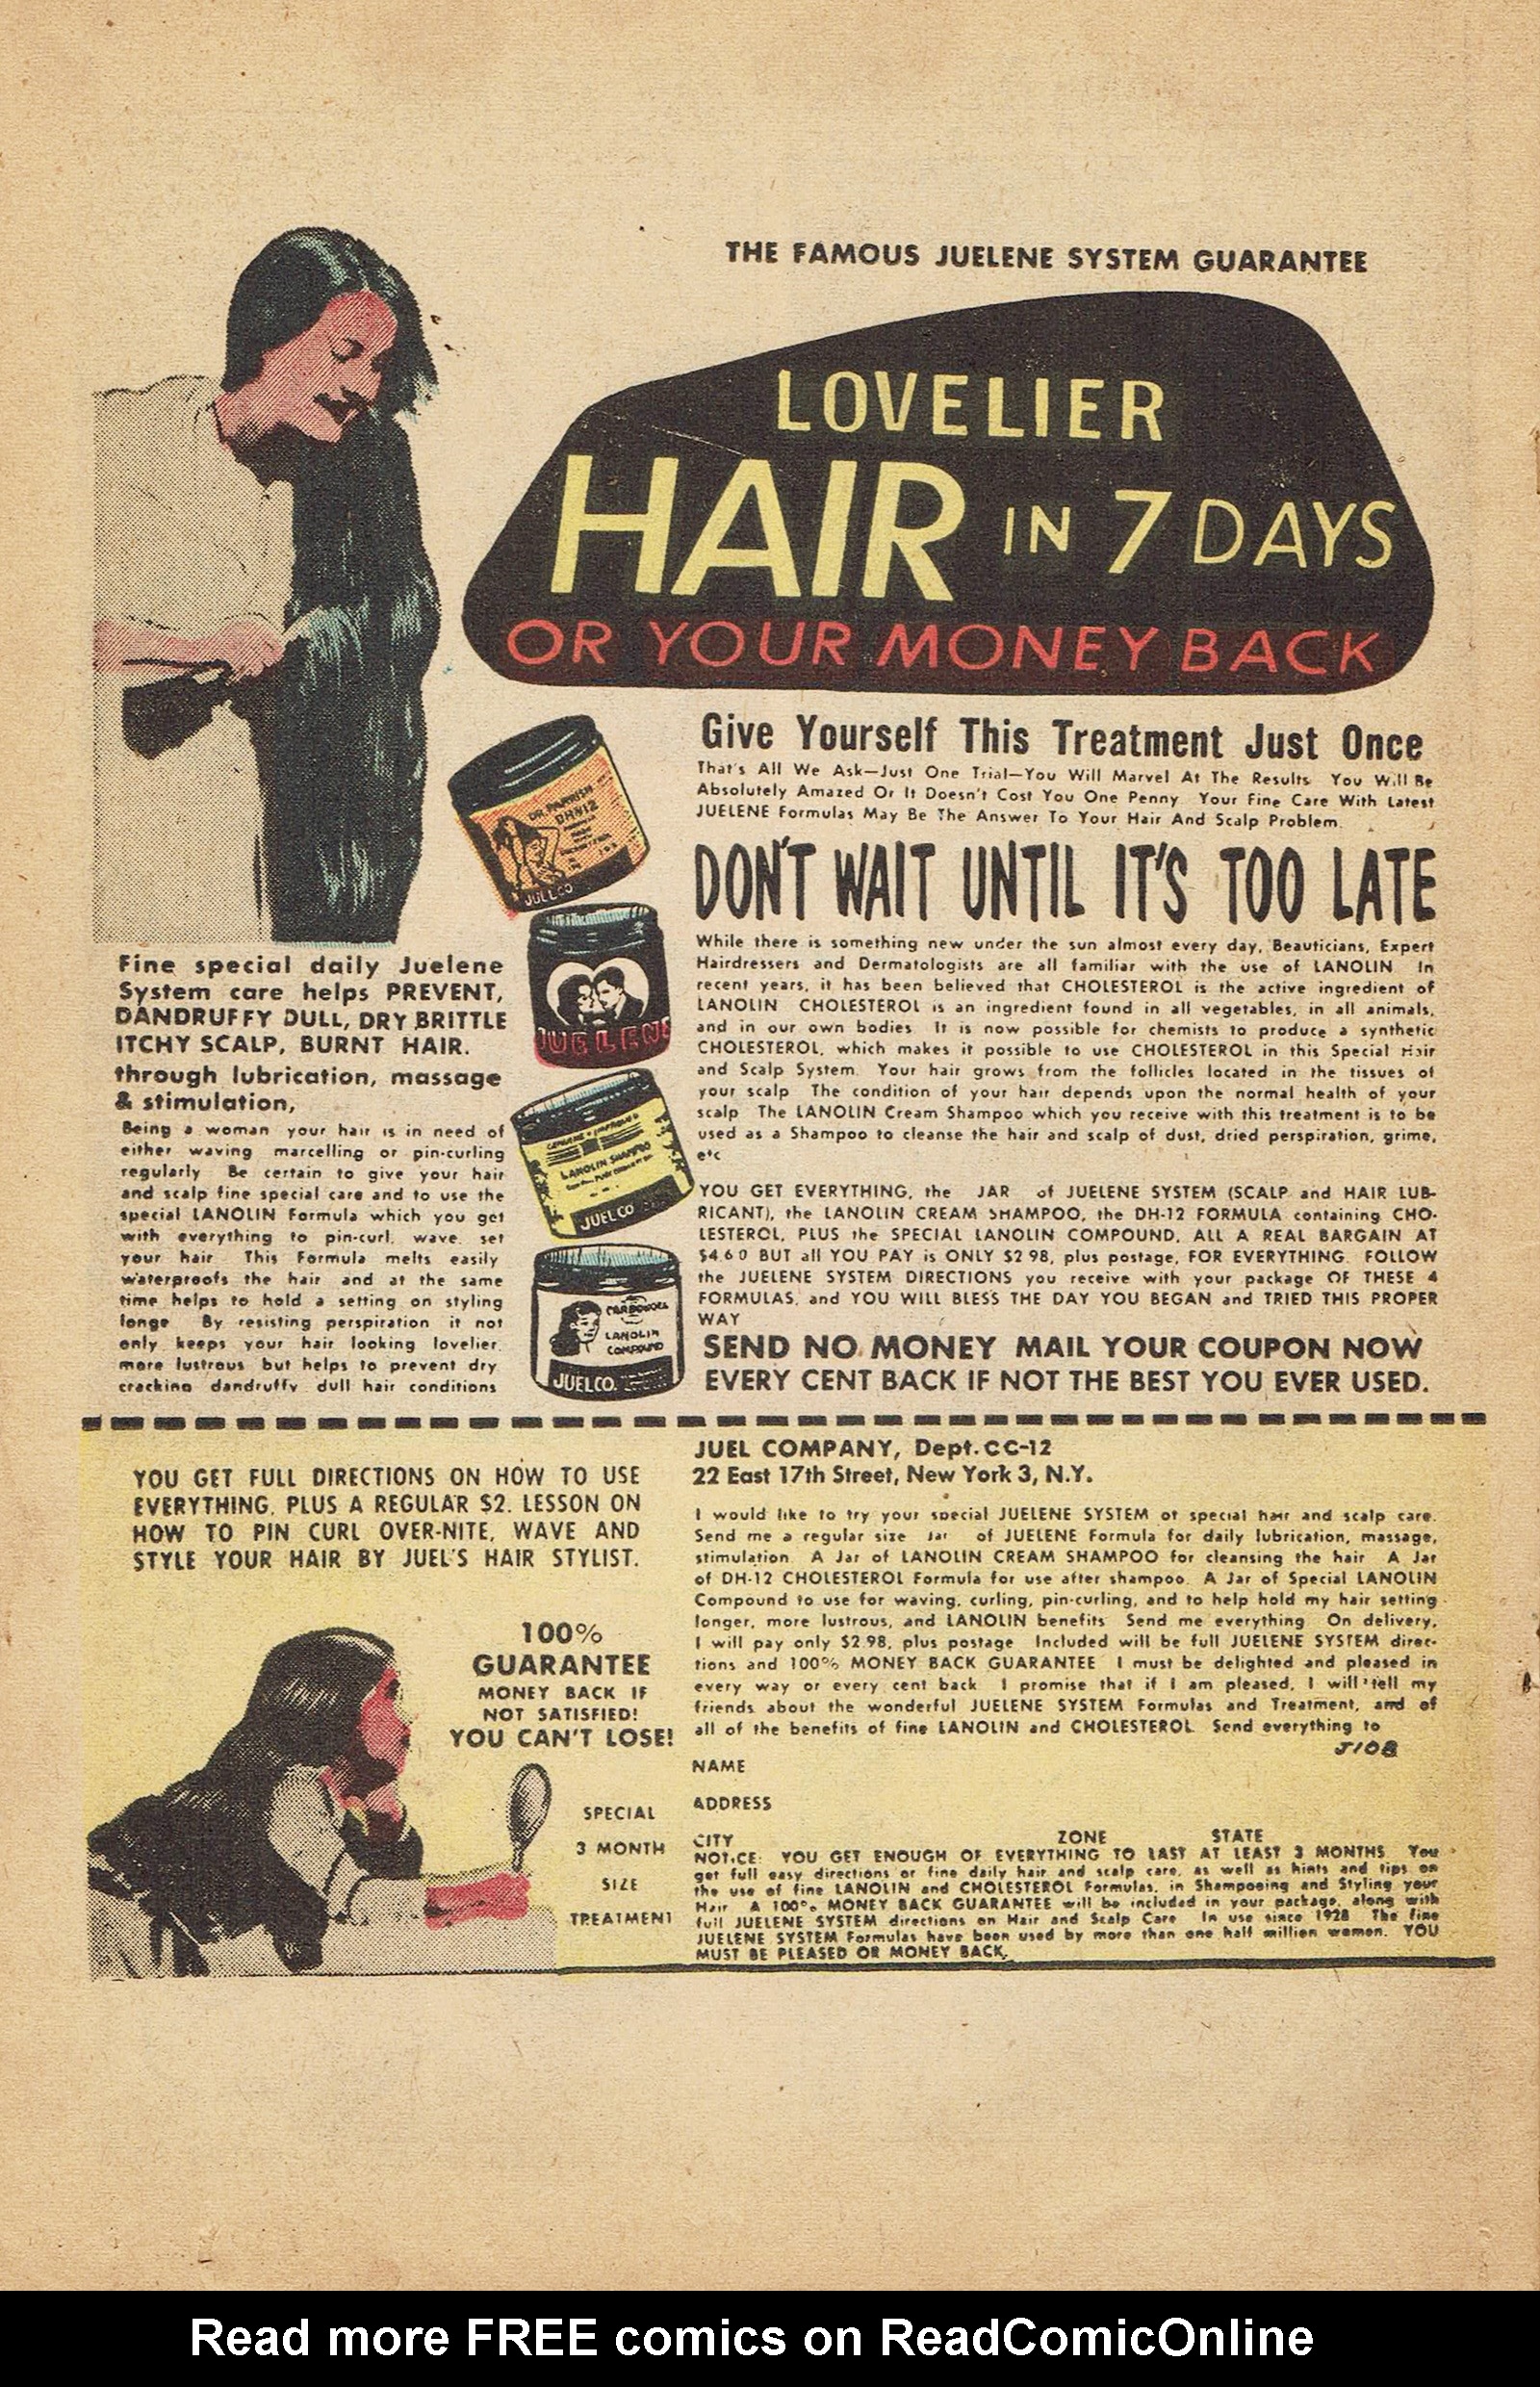 THE FAMOUS JUELENE SYSTEM GUARANTEE
LOVELIER
HAIR IN 7 DAYS
OR YOUR MONEY BACK
Give Yourself This Treatment Just Once
That's All We Ask—Just One Trial—You Will Marvel At The Results You Will Be
Absolutely Amazed Or It Doesn't Cost You One Penny Your Fine Care With Latest
JUELENE Formulas May Be The Answer To Your Hair And Scalp Problem.
DON'T WAIT UNTIL IT'S TOO LATE
While there is something new under the sun almost every day, Beauticians, Expert
Hairdressers and Dermatologists are all familiar with the use of LANOLIN In
recent years, it has been believed that CHOLESTEROL is the active ingredient of
LANOLIN CHOLESTEROL is an ingredient found in all vegetables, in all animals,
and in our own bodies It is now possible for chemists to produce a synthetic
CHOLESTEROL, which makes it possible to use CHOLESTEROL in this Special Hair
and Scalp System. Your hair grows from the follicles located in the tissues of
your scalp The condition of your hair depends upon the normal health of your
scalp The LANOLIN Cream Shampoo which you receive with this treatment is to be
used as a Shampoo to cleanse the hair and scalp of dust, dried perspiration, grime,
etc
YOU GET EVERYTHING, the JAR of JUELENE SYSTEM (SCALP and HAIR LUB-
RICANT), the LANOLIN CREAM SHAMPOO, the DH-12 FORMULA containing CHO-
LESTEROL, PLUS the SPECIAL LANOLIN COMPOUND, ALL A REAL BARGAIN AT
$4.60 BUT all YOU PAY is ONLY $2 98, plus postage, FOR EVERYTHING. FOLLOW
the JUELENE SYSTEM DIRECTIONS you receive with your package OF THESE 4
FORMULAS, and YOU WILL BLESS THE DAY YOU BEGAN and TRIED THIS PROPER
WAY
SEND NO MONEY MAIL YOUR COUPON NOW
EVERY CENT BACK IF NOT THE BEST YOU EVER USED.
DR. PARRISH
DHN12
JUELCO
JUELENE
LANOLIN SHAMPOO
JUELCO
LANOLIN
COMPOUND
JUELCO.
Fine special daily Juelene
System care helps PREVENT,
DANDRUFFY DULL, DRY BRITTLE
ITCHY SCALP, BURNT HAIR.
through lubrication, massage
& stimulation,
Being a woman your hair is in need of
either waving marcelling or pin-curling
regularly Be certain to give your hair
and scalp fine special care and to use the
special LANOLIN Formula which you get
with everything to pin-curl, wave, set
your hair This Formula melts easily
waterproofs the hair and at the same
time helps to hold a setting on styling
longe By resisting perspiration it not
only keeps your hair looking lovelier,
more lustrous but helps to prevent dry
cracking dandruffy dull hair conditions
YOU GET FULL DIRECTIONS ON HOW TO USE
EVERYTHING, PLUS A REGULAR $2. LESSON ON
HOW TO PIN CURL OVER-NITE, WAVE AND
STYLE YOUR HAIR BY JUEL'S HAIR STYLIST.
100%
GUARANTEE
MONEY BACK IF
NOT SATISFIED!
YOU CAN'T LOSE!
SPECIAL
3 MONTH
SIZE
TREATMENT
JUEL COMPANY, Dept. CC-12
22 East 17th Street, New York 3, N.Y.
I would like to try your special JUELENE SYSTEM of special hair and scalp care.
Send me a regular size Jar of JUELENE Formula for daily lubrication, massage,
stimulation A Jar of LANOLIN CREAM SHAMPOO for cleansing the hair A Jar
of DH-12 CHOLESTEROL Formula for use after shampoo. A Jar of Special LANOLIN
Compound to use for waving, curling, pin-curling, and to help hold my hair setting
longer, more lustrous, and LANOLIN benefits Send me everything On delivery,
I will pay only $2.98, plus postage Included will be full JUELENE SYSTEM direc-
tions and 100% MONEY BACK GUARANTEE I must be delighted and pleased in
every way or every cent back I promise that if I am pleased, I will tell my
friends about the wonderful JUELENE SYSTEM Formulas and Treatment, and of
all of the benefits of fine LANOLIN and CHOLESTEROL Send everything to
J108
NAME
ADDRESS
CITY ZONE STATE
NOTICE: YOU GET ENOUGH OF EVERYTHING TO LAST AT LEAST 3 MONTHS. You
get full easy directions or fine daily hair and scalp care, as well as hints and tips on
the use of fine LANOLIN and CHOLESTEROL Formulas, in Shampooing and Styling your
Hair A 100% MONEY BACK GUARANTEE will be included in your package, along with
full JUELENE SYSTEM directions on Hair and Scalp Care In use since 1928 The fine
JUELENE SYSTEM Formulas have been used by more than one half million women. YOU
MUST BE PLEASED OR MONEY BACK.
Read more FREE comics on ReadComicOnline